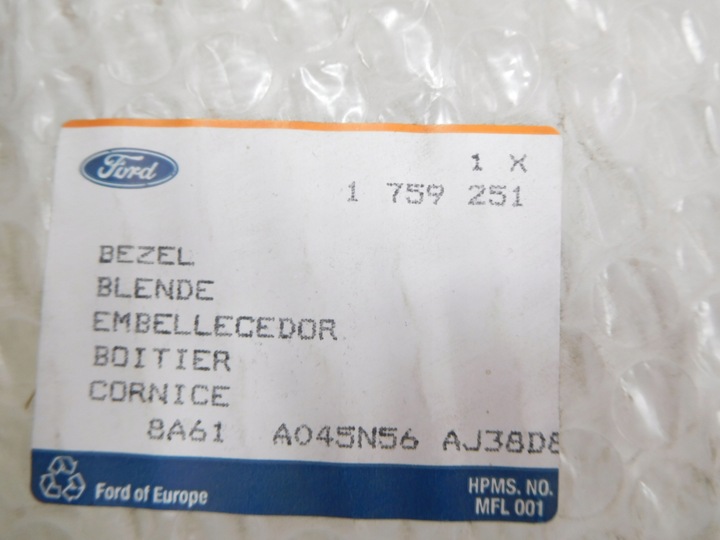 Ford
1 X
1 759 251
BEZEL
BLENDE
EMBELLECEDOR
BOITIER
CORNICE
8A61 A045N56 AJ38D8
Ford of Europe
HPMS. NO.
MFL 001